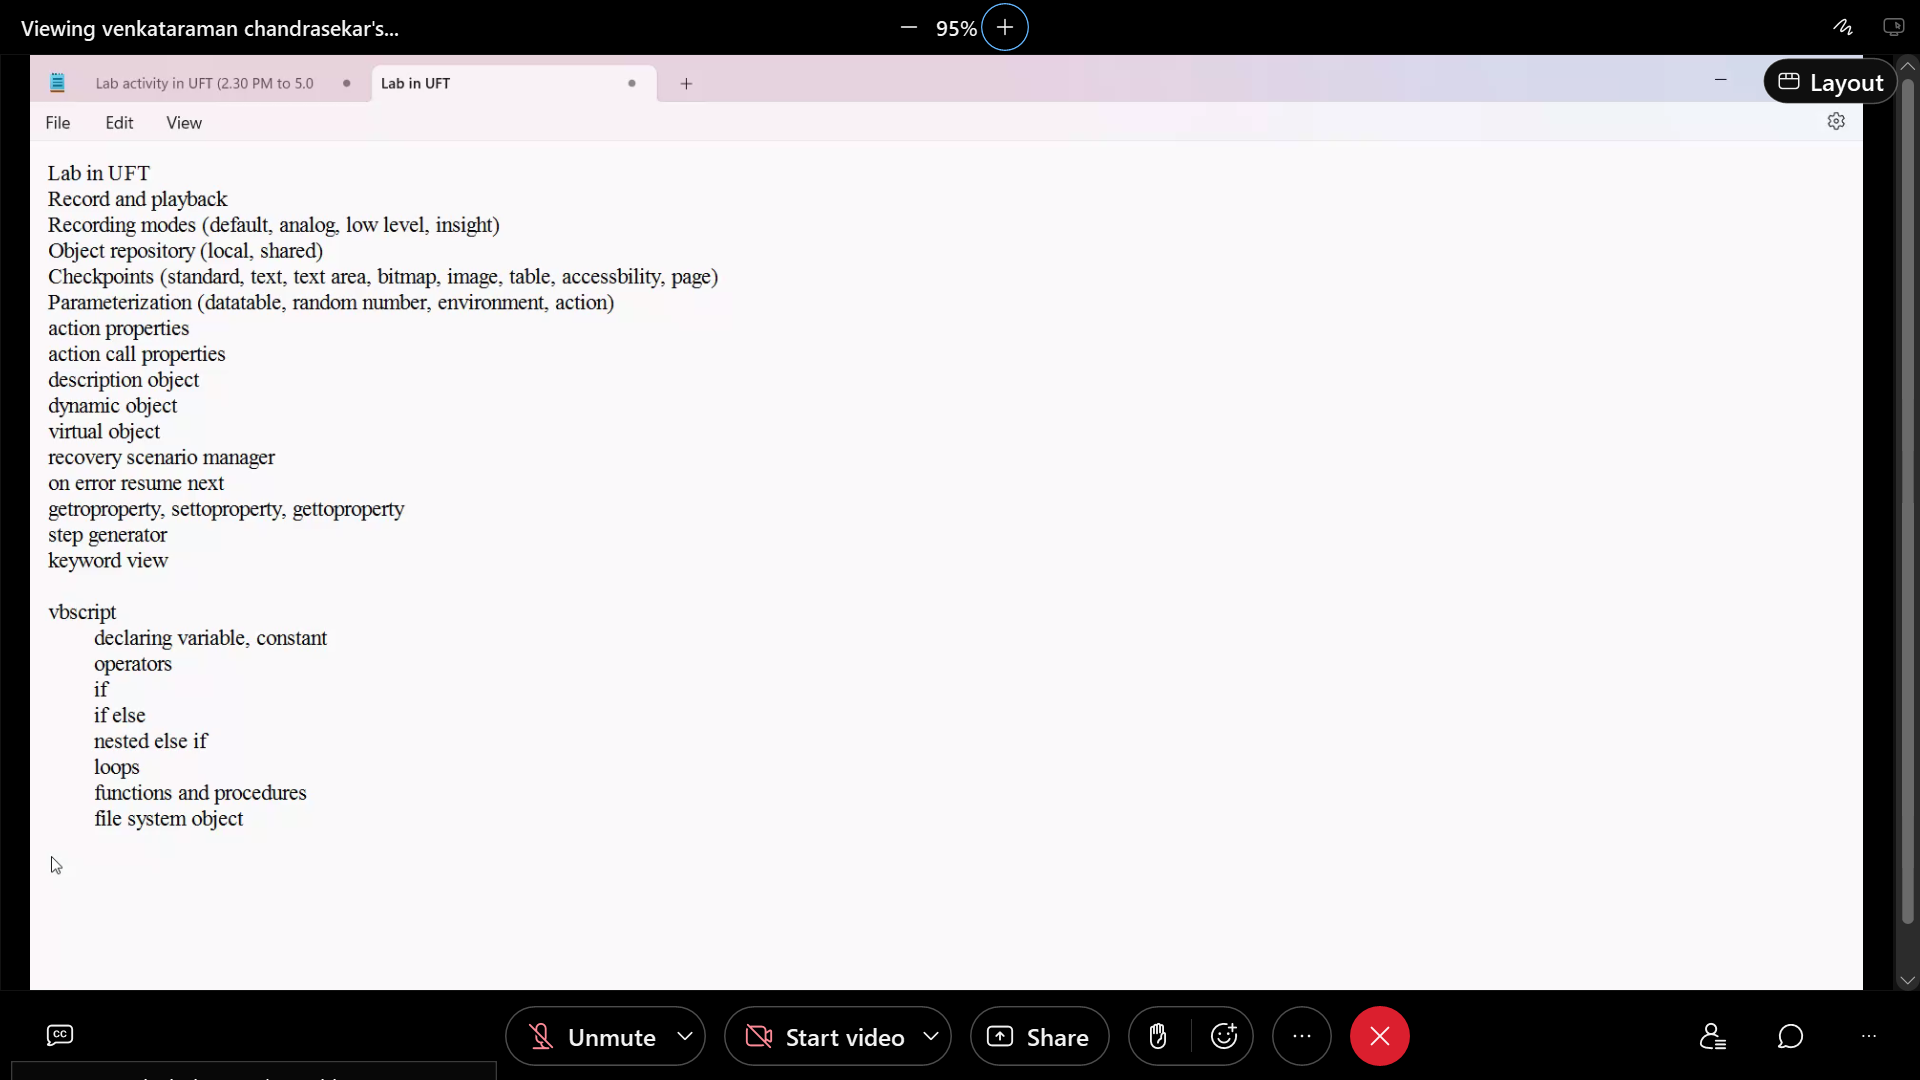 Viewing venkataraman chandrasekar's...
95%
Lab activity in UFT (2.30 PM to 5.0
Lab in UFT
Layout
File Edit View
Lab in UFT
Record and playback
Recording modes (default, analog, low level, insight)
Object repository (local, shared)
Checkpoints (standard, text, text area, bitmap, image, table, accessbility, page)
Parameterization (datatable, random number, environment, action)
action properties
action call properties
description object
dynamic object
virtual object
recovery scenario manager
on error resume next
getroproperty, settoproperty, gettoproperty
step generator
keyword view
vbscript
declaring variable, constant
operators
if
if else
nested else if
loops
functions and procedures
file system object
CC
Unmute
Start video
Share